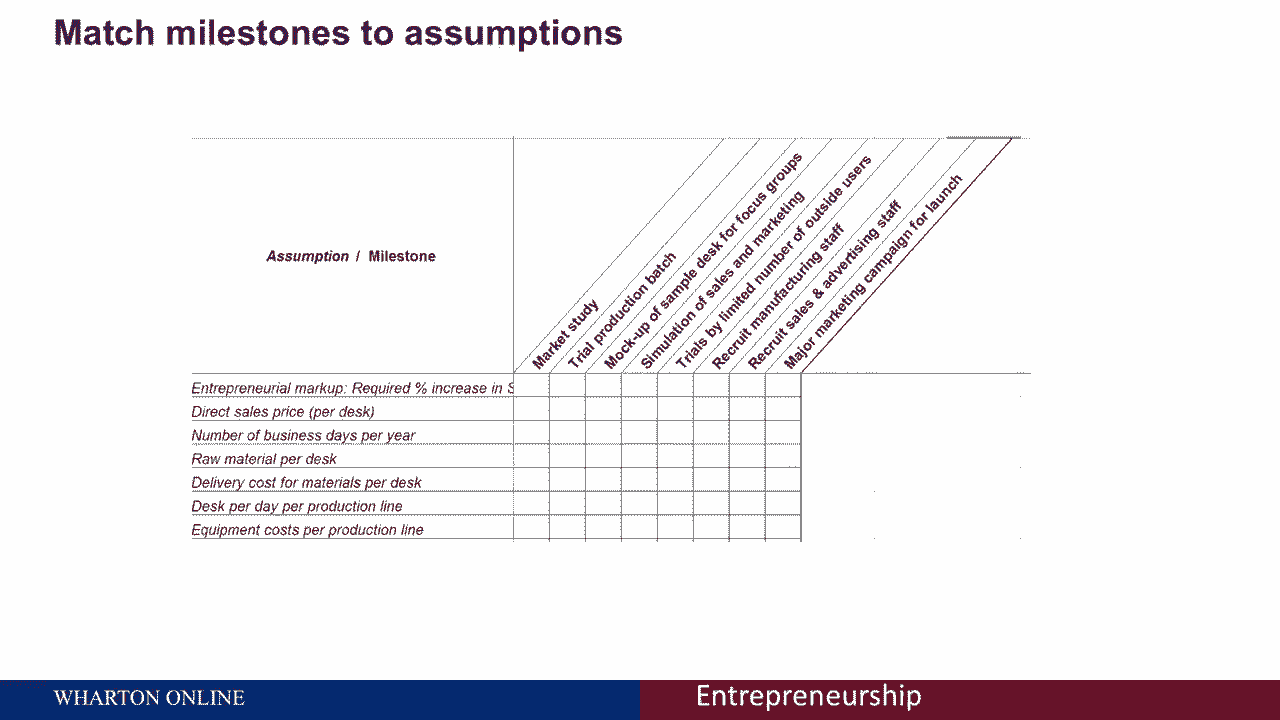 Match milestones to assumptions
Assumption / Milestone
Market study
Trial production batch
Mock-up of sample desk for focus groups
Simulation of sales and marketing
Trials by limited number of outside users
Recruit manufacturing staff
Recruit sales & advertising staff
Major marketing campaign for launch
Entrepreneurial markup: Required % increase in S
Direct sales price (per desk)
Number of business days per year
Raw material per desk
Delivery cost for materials per desk
Desk per day per production line
Equipment costs per production line
WHARTON ONLINE
Entrepreneurship